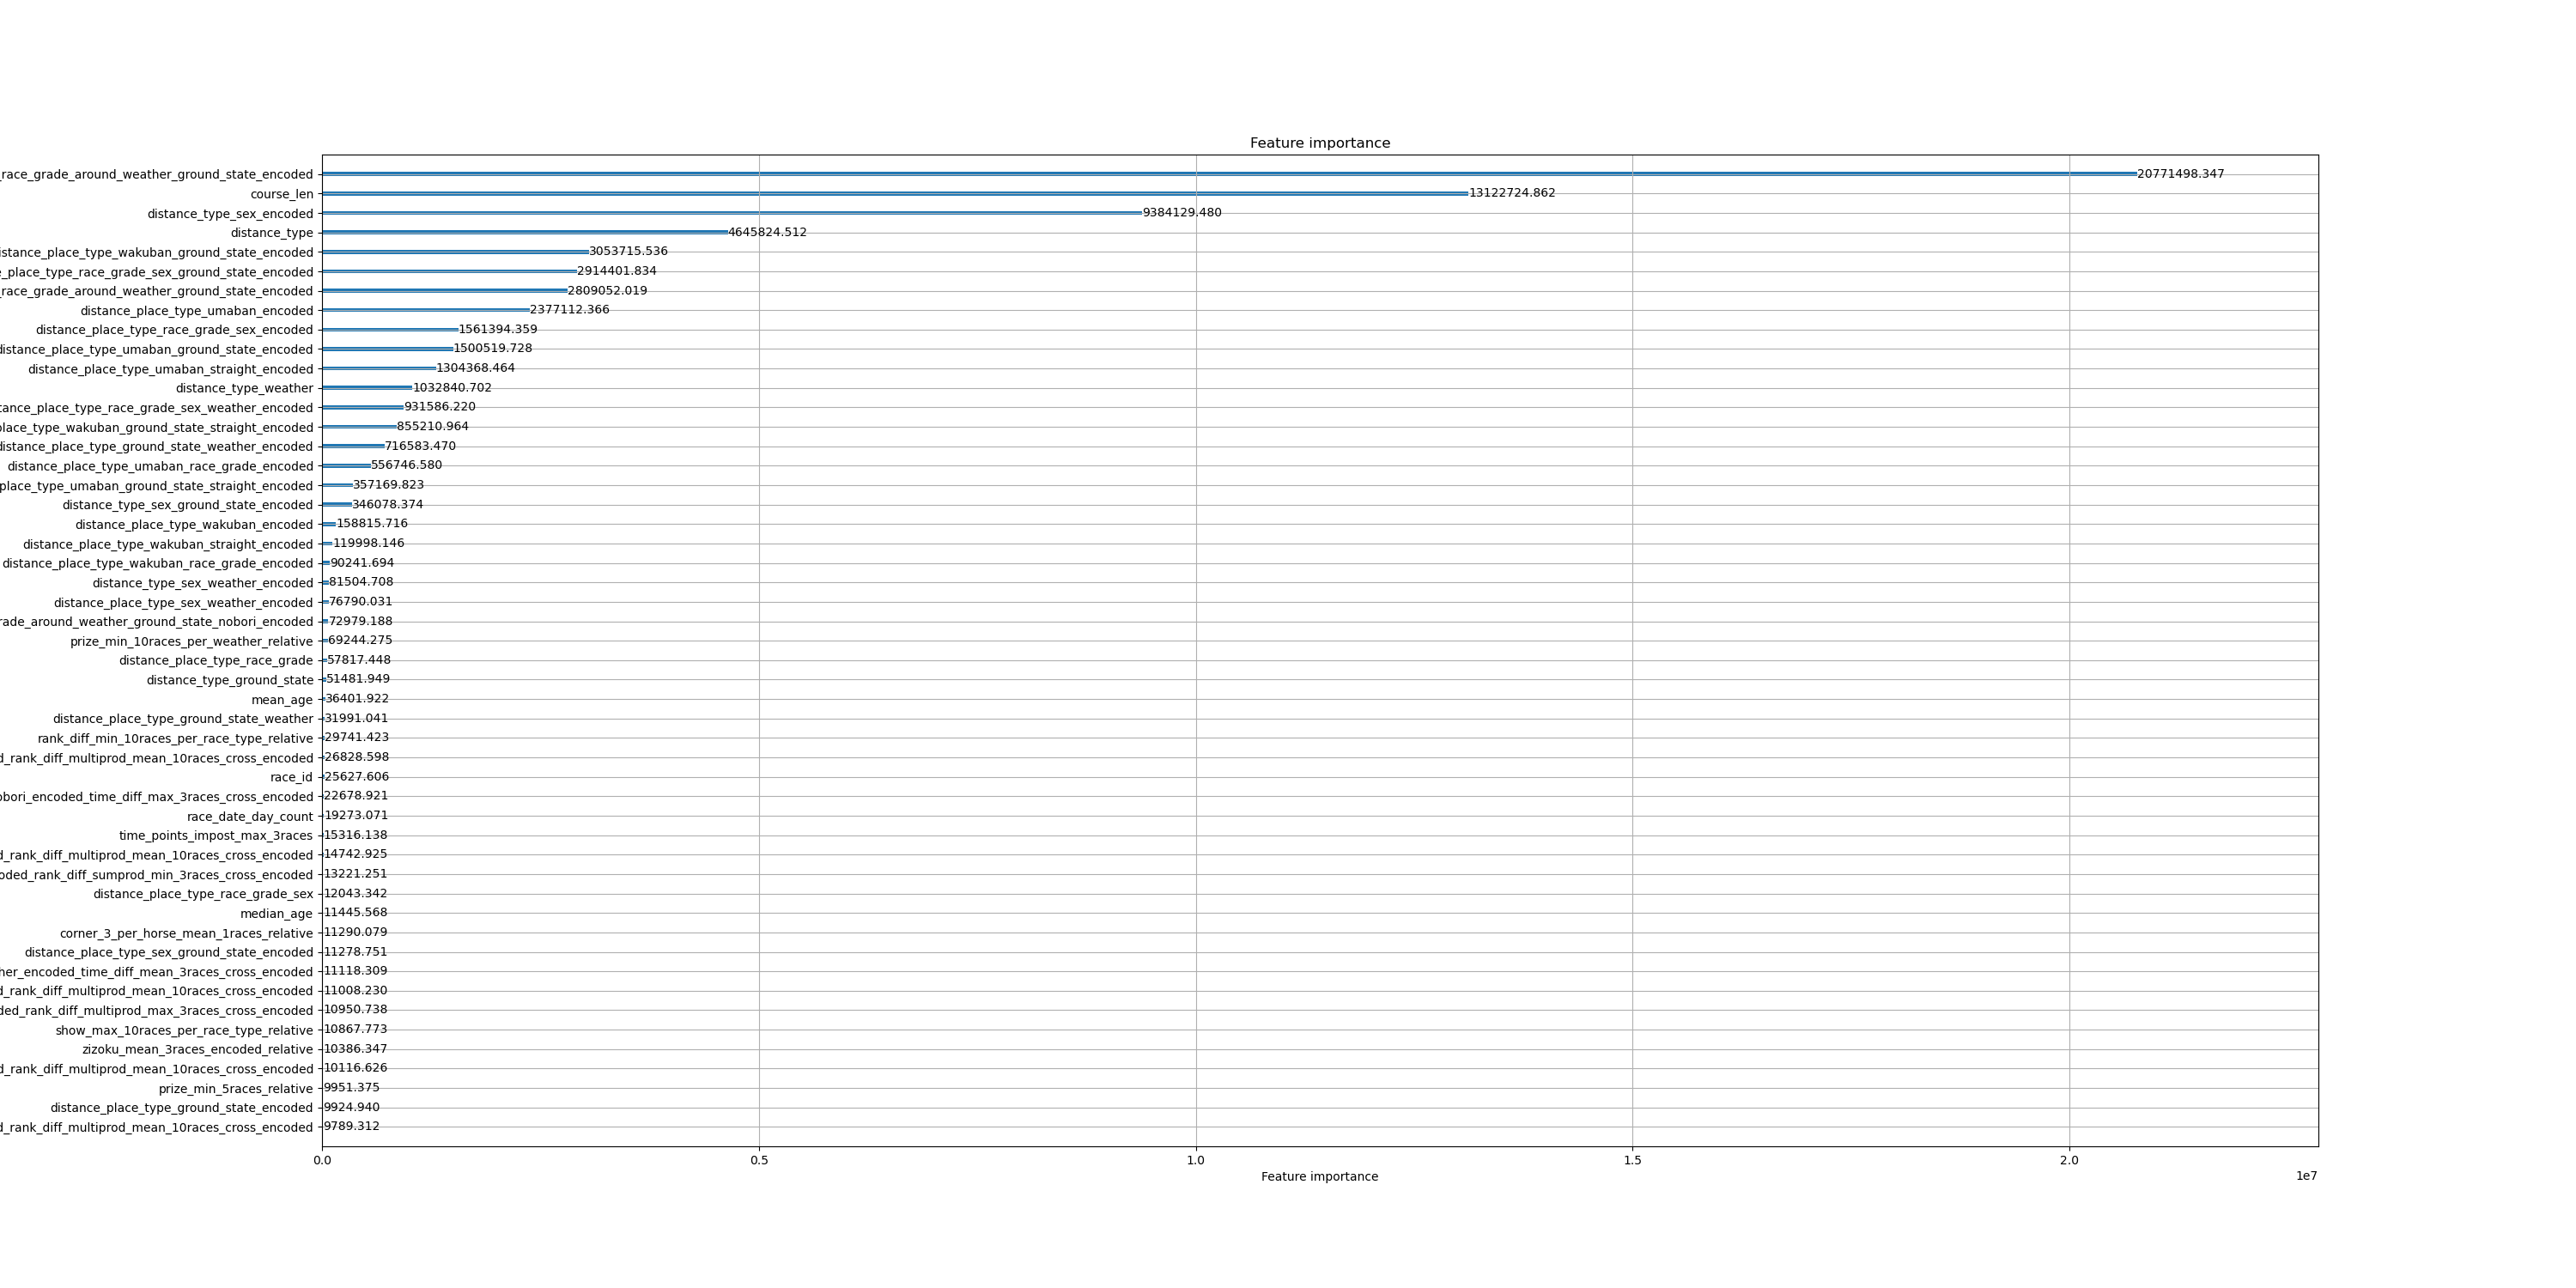 Feature importance
race_grade_around_weather_ground_state_encoded 20771498.347
course_len 13122724.862
distance_type_sex_encoded 9384129.480
distance_type 4645824.512
istance_place_type_wakuban_ground_state_encoded 3053715.536
_place_type_race_grade_sex_ground_state_encoded 2914401.834
race_grade_around_weather_ground_state_encoded 2809052.019
distance_place_type_umaban_encoded 2377112.366
distance_place_type_race_grade_sex_encoded 1561394.359
distance_place_type_umaban_ground_state_encoded 1500519.728
distance_place_type_umaban_straight_encoded 1304368.464
distance_type_weather 1032840.702
tance_place_type_race_grade_sex_weather_encoded 931586.220
place_type_wakuban_ground_state_straight_encoded 855210.964
distance_place_type_ground_state_weather_encoded 716583.470
distance_place_type_umaban_race_grade_encoded 556746.580
place_type_umaban_ground_state_straight_encoded 357169.823
distance_type_sex_ground_state_encoded 346078.374
distance_place_type_wakuban_encoded 158815.716
distance_place_type_wakuban_straight_encoded 119998.146
distance_place_type_wakuban_race_grade_encoded 90241.694
distance_type_sex_weather_encoded 81504.708
distance_place_type_sex_weather_encoded 76790.031
rade_around_weather_ground_state_nobori_encoded 72979.188
prize_min_10races_per_weather_relative 69244.275
distance_place_type_race_grade 57817.448
distance_type_ground_state 51481.949
mean_age 36401.922
distance_place_type_ground_state_weather 31991.041
rank_diff_min_10races_per_race_type_relative 29741.423
d_rank_diff_multiprod_mean_10races_cross_encoded 26828.598
race_id 25627.606
obori_encoded_time_diff_max_3races_cross_encoded 22678.921
race_date_day_count 19273.071
time_points_impost_max_3races 15316.138
d_rank_diff_multiprod_mean_10races_cross_encoded 14742.925
oded_rank_diff_sumprod_min_3races_cross_encoded 13221.251
distance_place_type_race_grade_sex 12043.342
median_age 11445.568
corner_3_per_horse_mean_1races_relative 11290.079
distance_place_type_sex_ground_state_encoded 11278.751
her_encoded_time_diff_mean_3races_cross_encoded 11118.309
d_rank_diff_multiprod_mean_10races_cross_encoded 11008.230
ded_rank_diff_multiprod_max_3races_cross_encoded 10950.738
show_max_10races_per_race_type_relative 10867.773
zizoku_mean_3races_encoded_relative 10386.347
d_rank_diff_multiprod_mean_10races_cross_encoded 10116.626
prize_min_5races_relative 9951.375
distance_place_type_ground_state_encoded 9924.940
d_rank_diff_multiprod_mean_10races_cross_encoded 9789.312
0.0 0.5 1.0 1.5 2.0
Feature importance
1e7